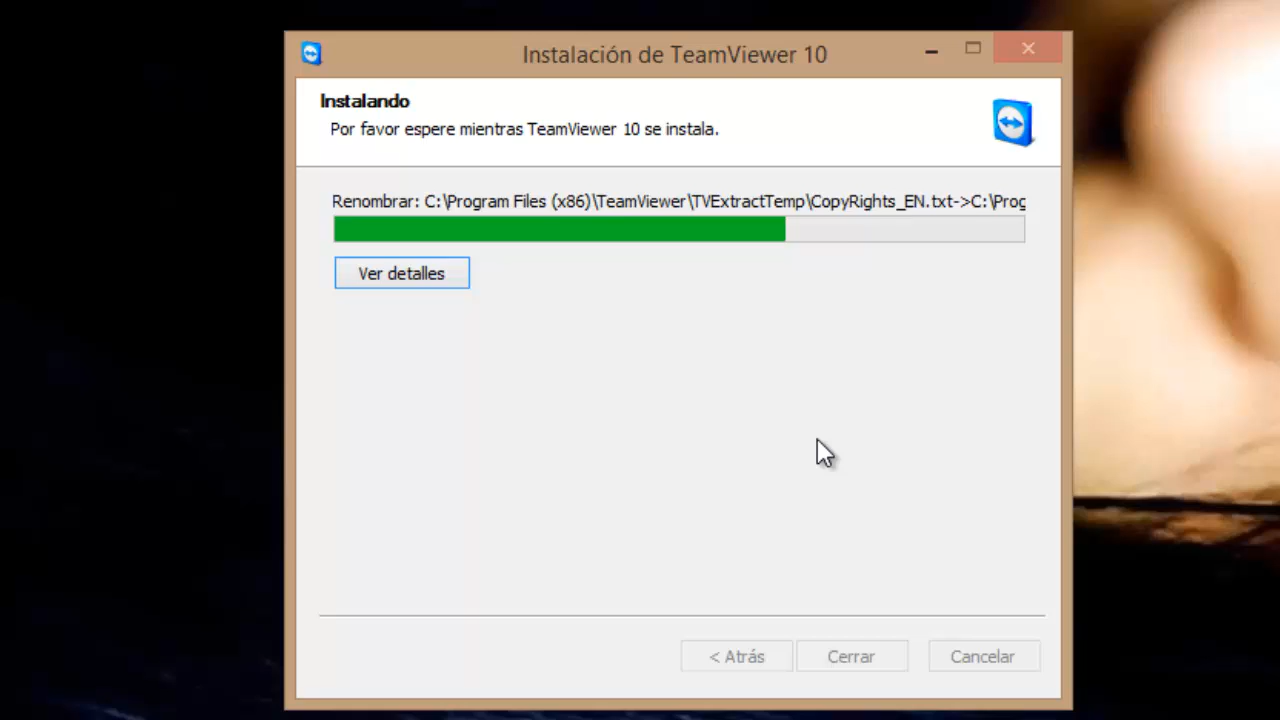 Instalación de TeamViewer 10
Instalando
Por favor espere mientras TeamViewer 10 se instala.
Renombrar: C:\Program Files (x86)\TeamViewer\TVExtractTemp\CopyRights_EN.txt->C:\Prog
Ver detalles
< Atrás
Cerrar
Cancelar